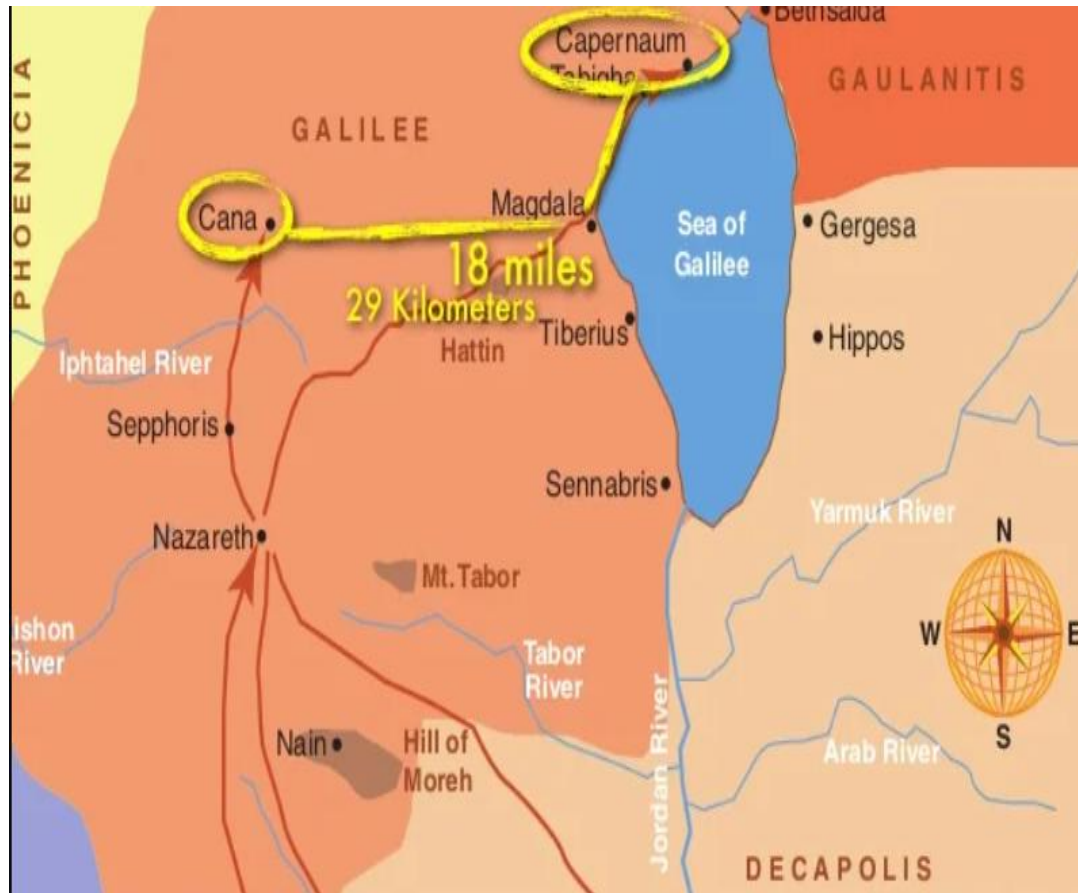 Bethsaida
Capernaum
Tabigha
GAULANITIS
PHOENICIA
GALILEE
Cana
Magdala
Sea of
Galilee
Gergesa
18 miles
29 Kilometers
Tiberius
Hattin
Hippos
Iphtahel River
Sepphoris
Sennabris
Yarmuk River
Nazareth
N
Mt. Tabor
W
E
ishon
River
Tabor
River
S
Jordan River
Nain
Hill of
Moreh
Arab River
DECAPOLIS